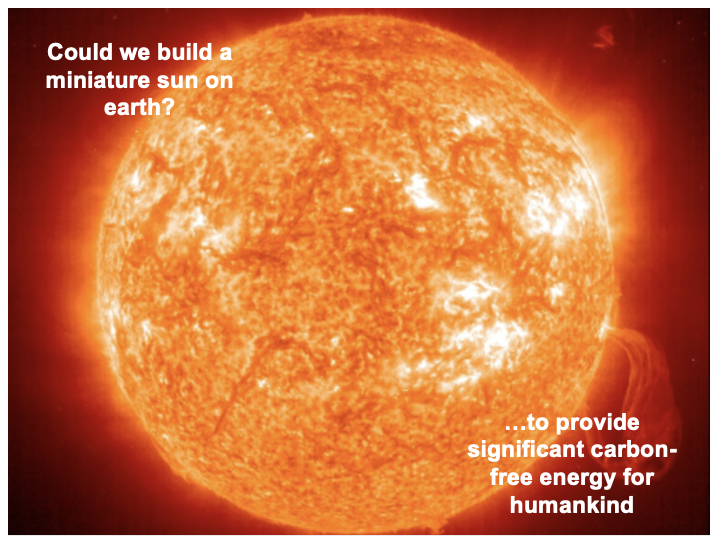 Could we build a
miniature sun on
earth?
…to provide
significant carbon-
free energy for
humankind